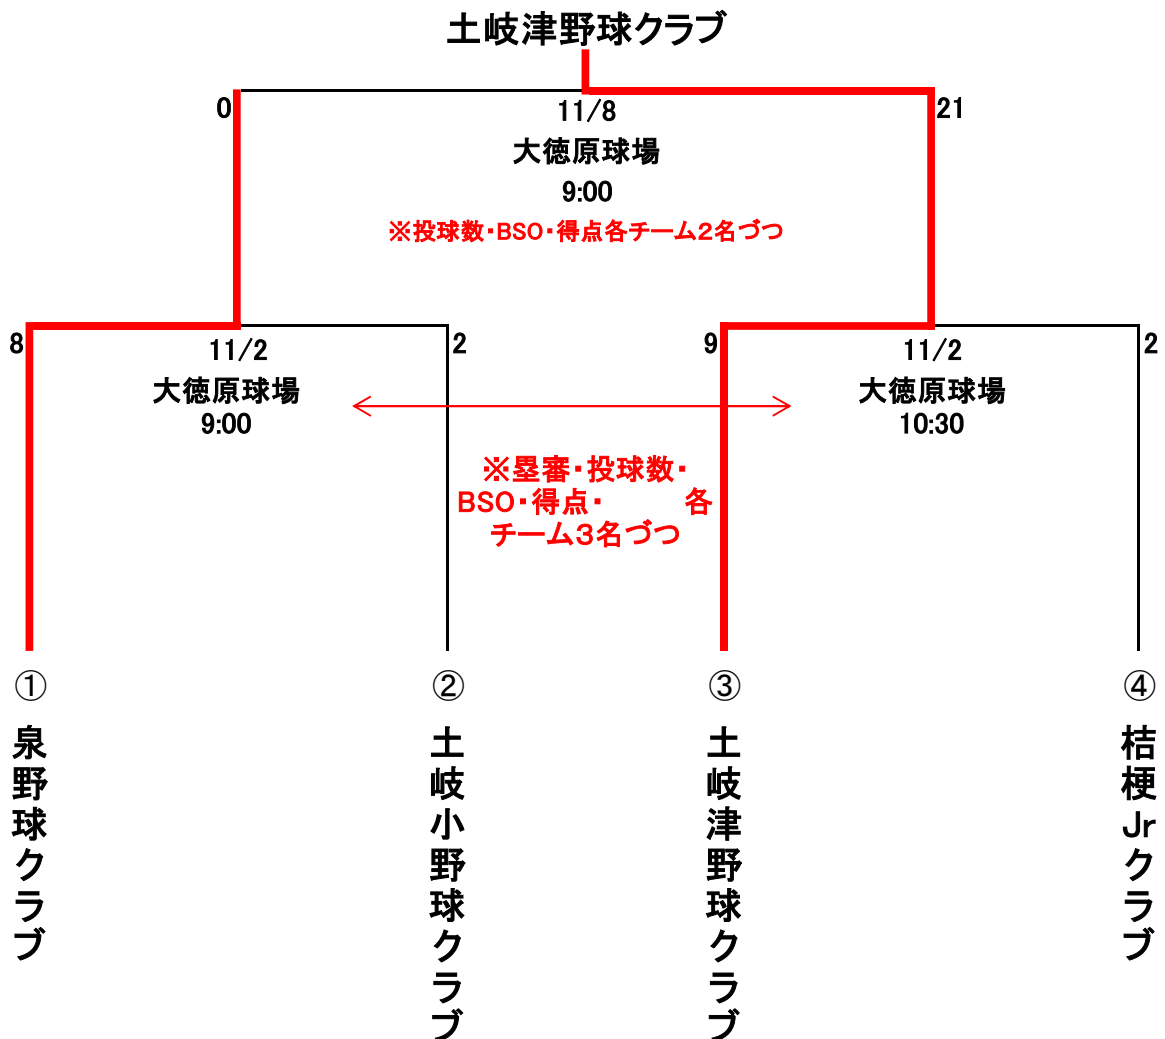 土岐津野球クラブ
0
21
11/8
大徳原球場
9:00
※投球数・BSO・得点各チーム2名づつ
8
2
9
2
11/2
大徳原球場
9:00
11/2
大徳原球場
10:30
※塁審・投球数・
BSO・得点・　　　各
チーム3名づつ
①
②
③
④
泉野球クラブ
土岐小野球クラブ
土岐津野球クラブ
桔梗Jrクラブ